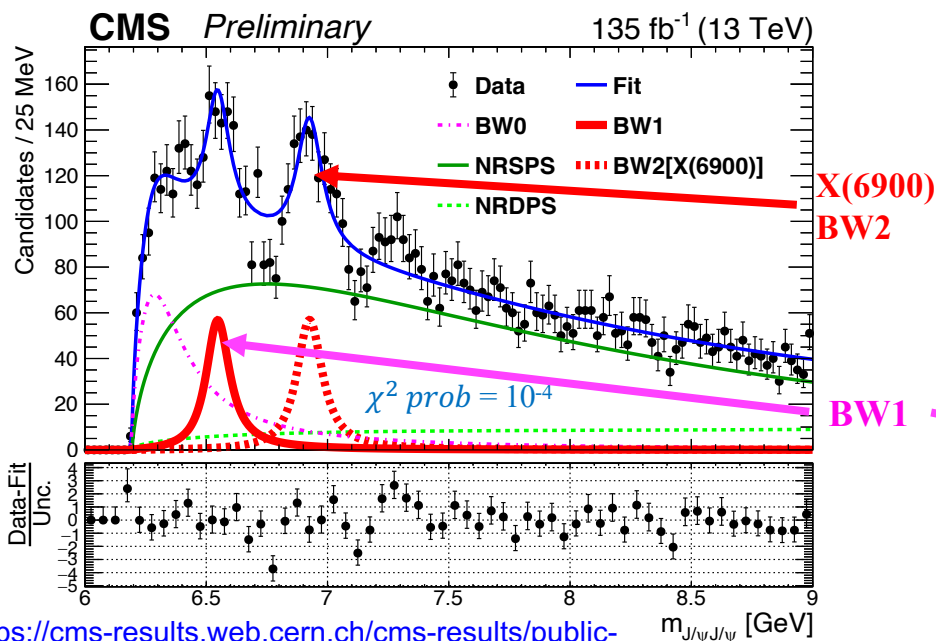 CMS Preliminary 135 fb⁻¹ (13 TeV)
Candidates / 25 MeV
160
140
120
100
80
60
40
20
0
Data
Fit
BW0
BW1
NRSPS
BW2[X(6900)]
NRDPS
X(6900)
BW2
χ² prob = 10⁻⁴
BW1
Data-Fit
Unc.
4
3
2
1
0
−1
−2
−3
−4
−5
6 6.5 7 7.5 8 8.5 9
m_{J/ψJ/ψ} [GeV]
ps://cms-results.web.cern.ch/cms-results/public-